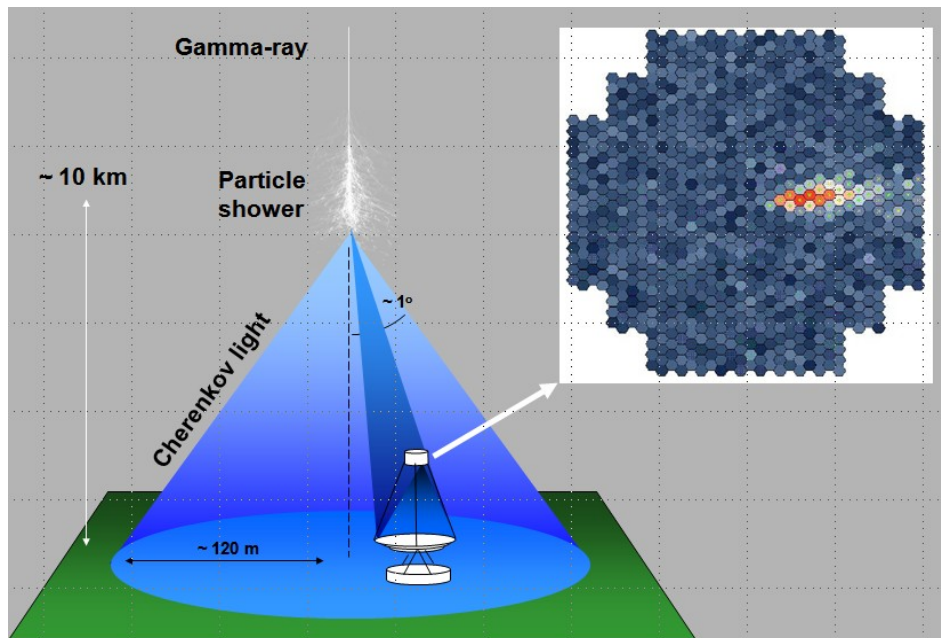 Gamma-ray
~ 10 km
Particle
shower
~ 1°
Cherenkov light
~ 120 m